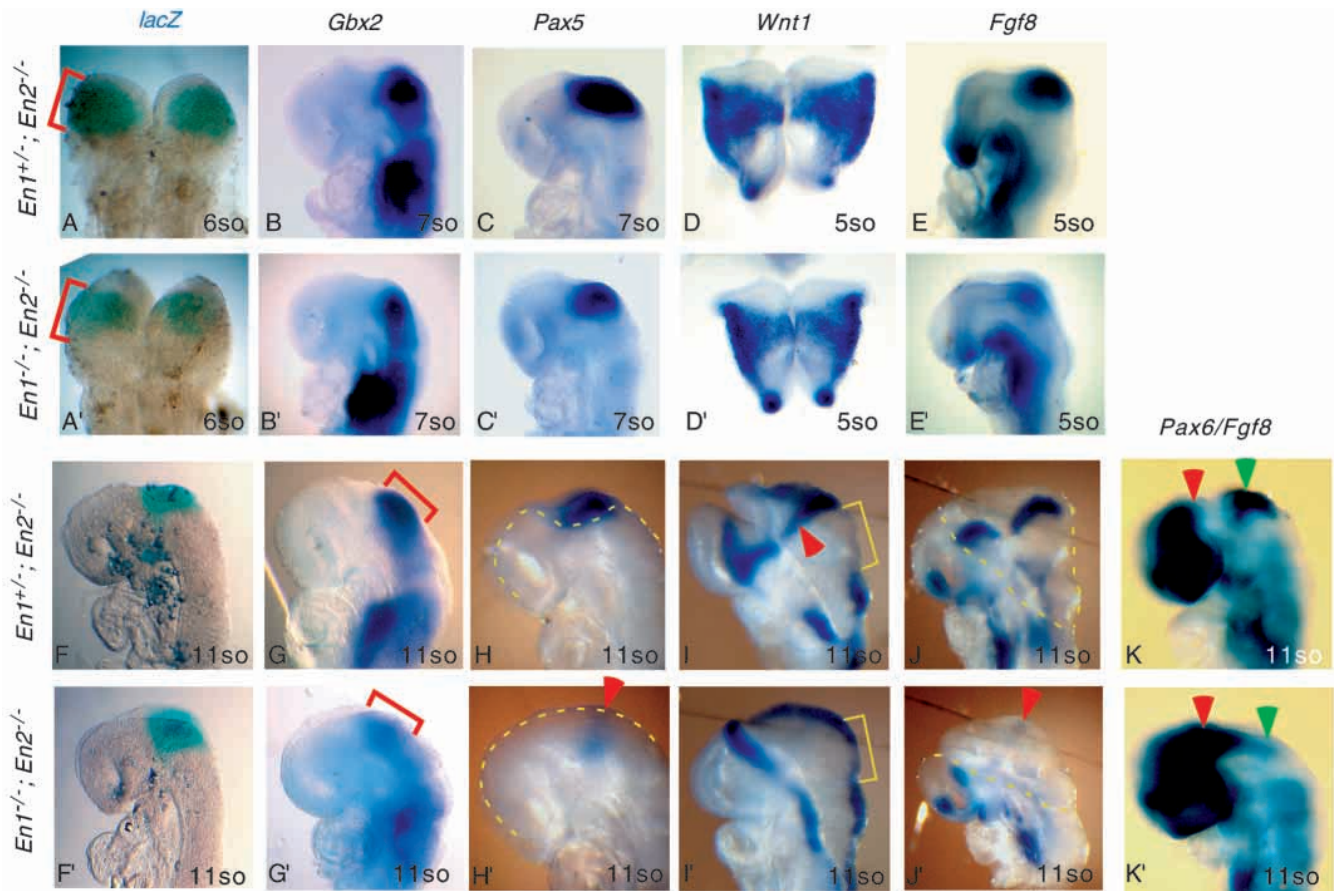 lacZ Gbx2 Pax5 Wnt1 Fgf8
En1+/-; En2-/-
A 6so B 7so C 7so D 5so E 5so
En1-/-; En2-/-
A' 6so B' 7so C' 7so D' 5so E' 5so
Pax6/Fgf8
En1+/-; En2-/-
F 11so G 11so H 11so I 11so J 11so K 11so
En1-/-; En2-/-
F' 11so G' 11so H' 11so I' 11so J' 11so K' 11so